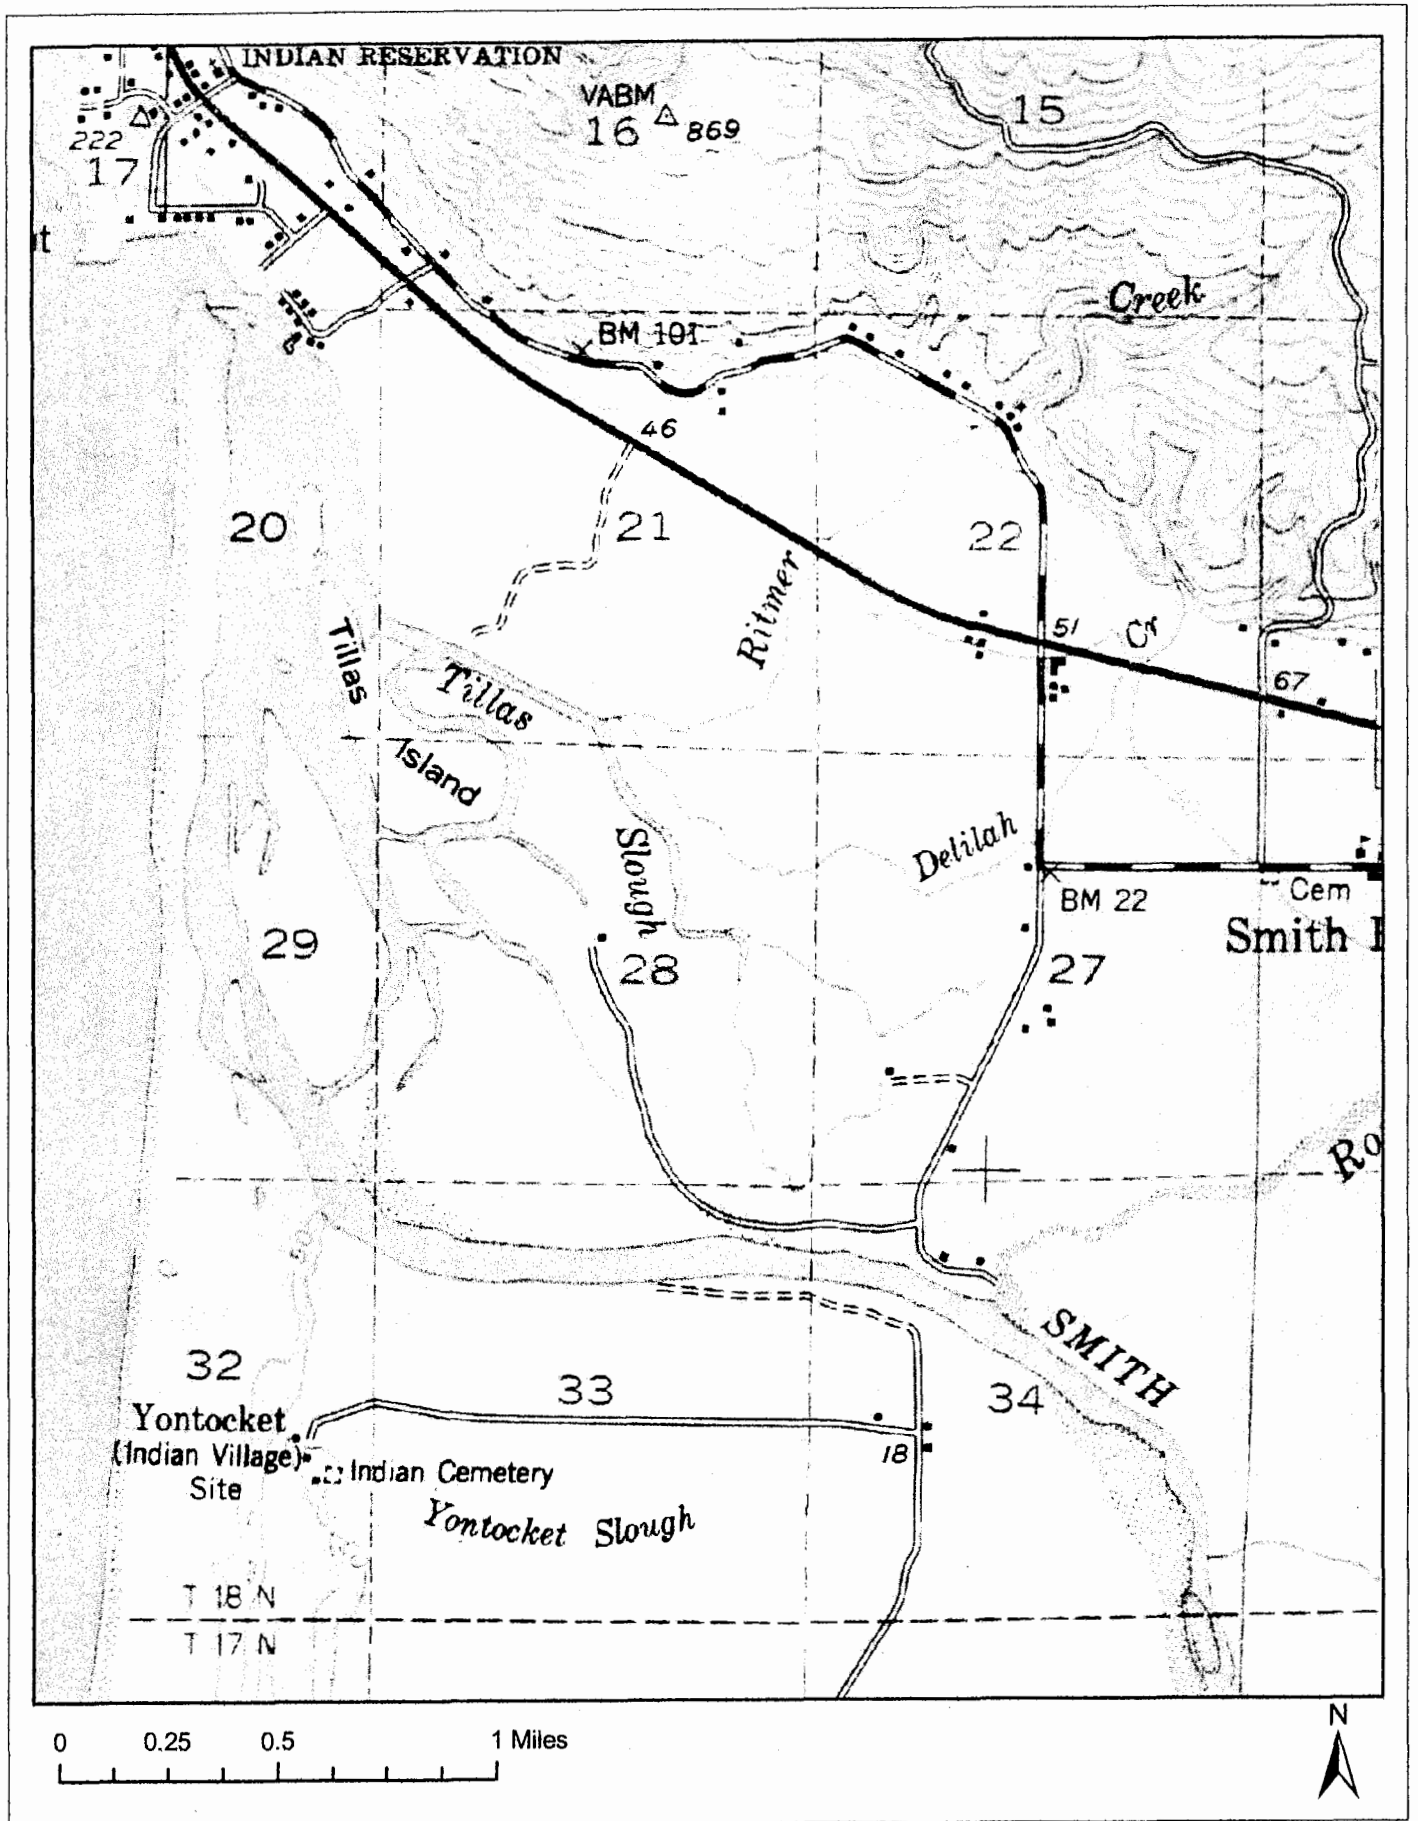 INDIAN RESERVATION
VABM
16 869
15
222
17
Creek
BM 101
46
20
21
22
Ritmer
51
Cr
67
Tillas
Tillas
Island
Slough
Delilah
BM 22
Cem
Smith
29
28
27
Ro
SMITH
32
33
34
Yontocket
(Indian Village)
Site
18
Indian Cemetery
Yontocket Slough
T 18 N
T 17 N
0 0.25 0.5 1 Miles
N